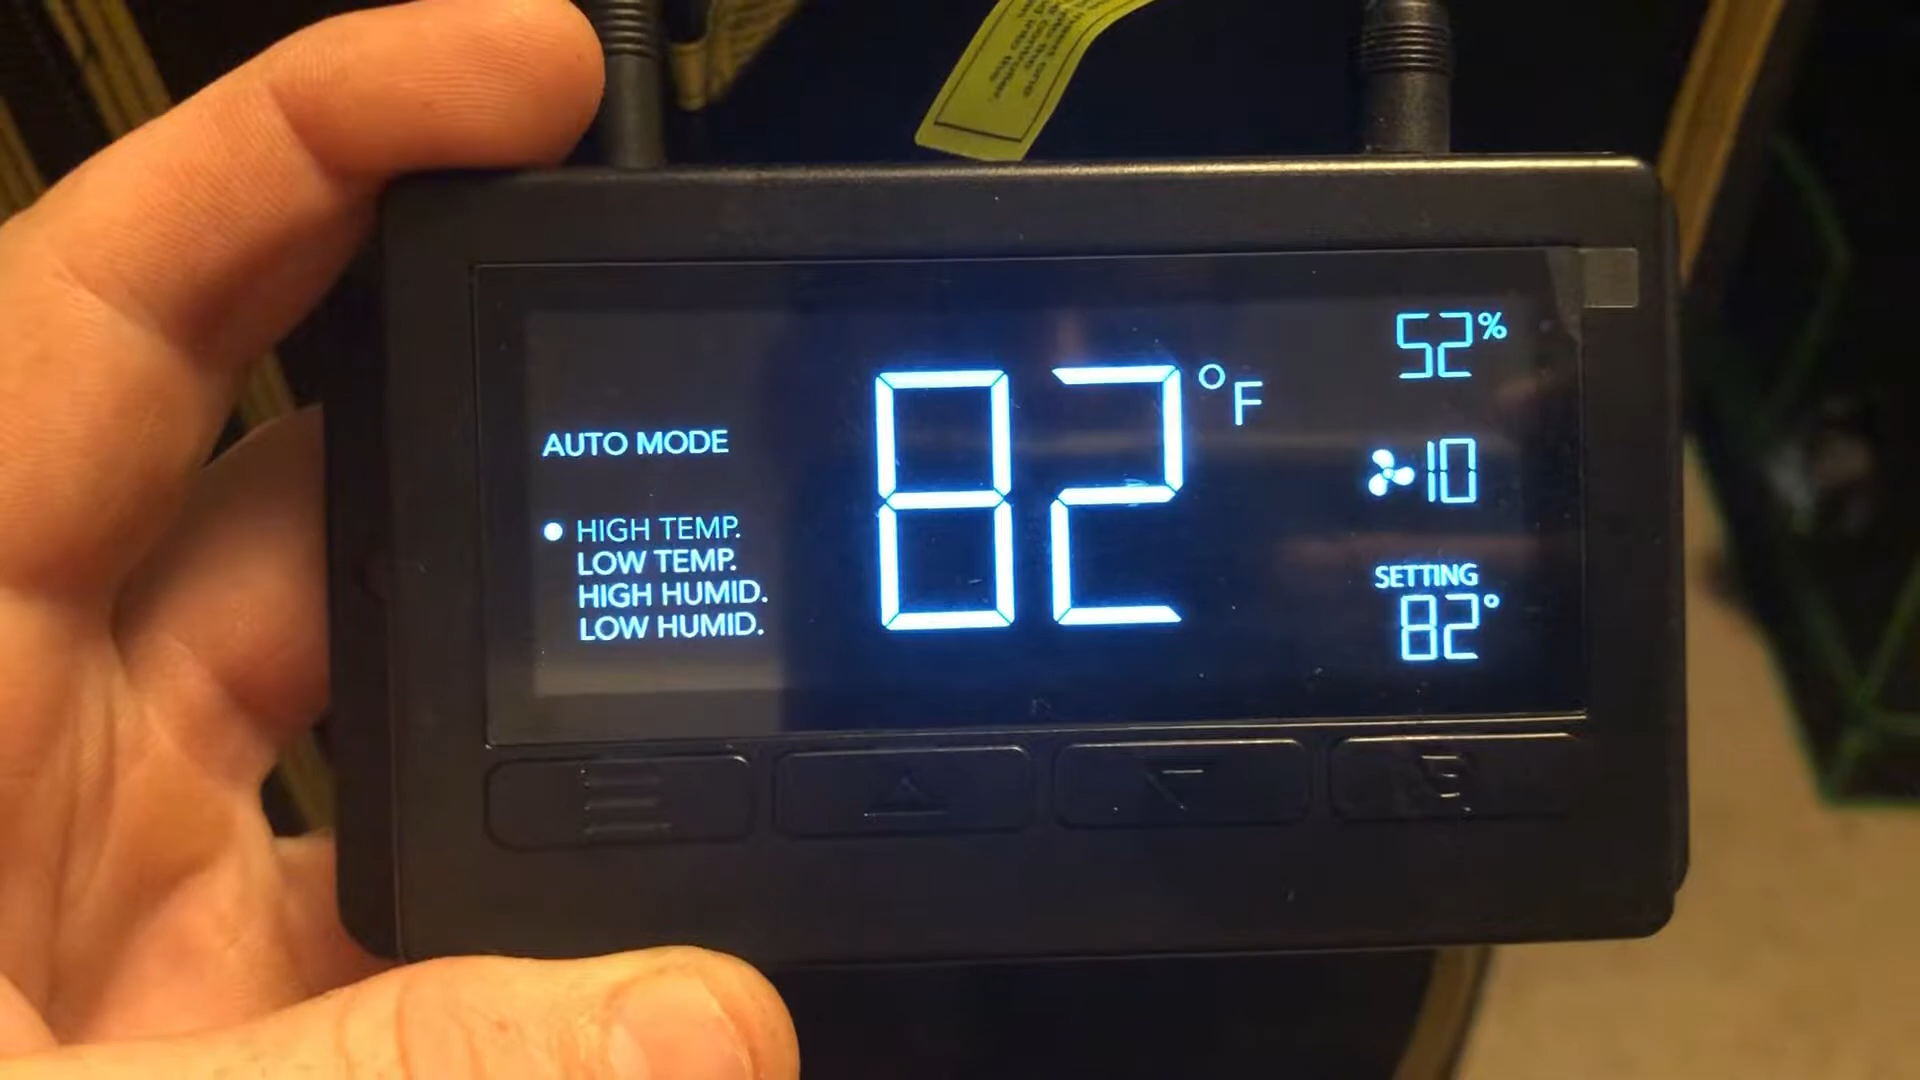 AUTO MODE
HIGH TEMP.
LOW TEMP.
HIGH HUMID.
LOW HUMID.
82°F
52%
10
SETTING
82°